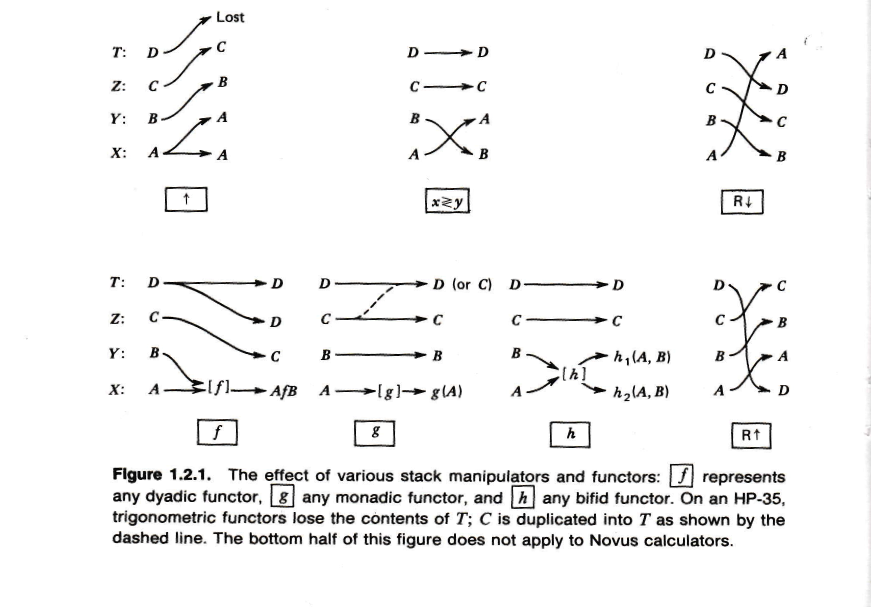 Lost
T: D C D D D A
Z: C B C C C D
Y: B A B A B C
X: A A A B A B
↑ x≷y R↓
T: D D D D (or C) D D D C
Z: C D C C C C C B
Y: B C B B B h₁(A, B) B A
[h]
X: A [f] AfB A [g] g(A) A h₂(A, B) A D
f g h R↑
Figure 1.2.1. The effect of various stack manipulators and functors: f represents
any dyadic functor, g any monadic functor, and h any bifid functor. On an HP-35,
trigonometric functors lose the contents of T; C is duplicated into T as shown by the
dashed line. The bottom half of this figure does not apply to Novus calculators.